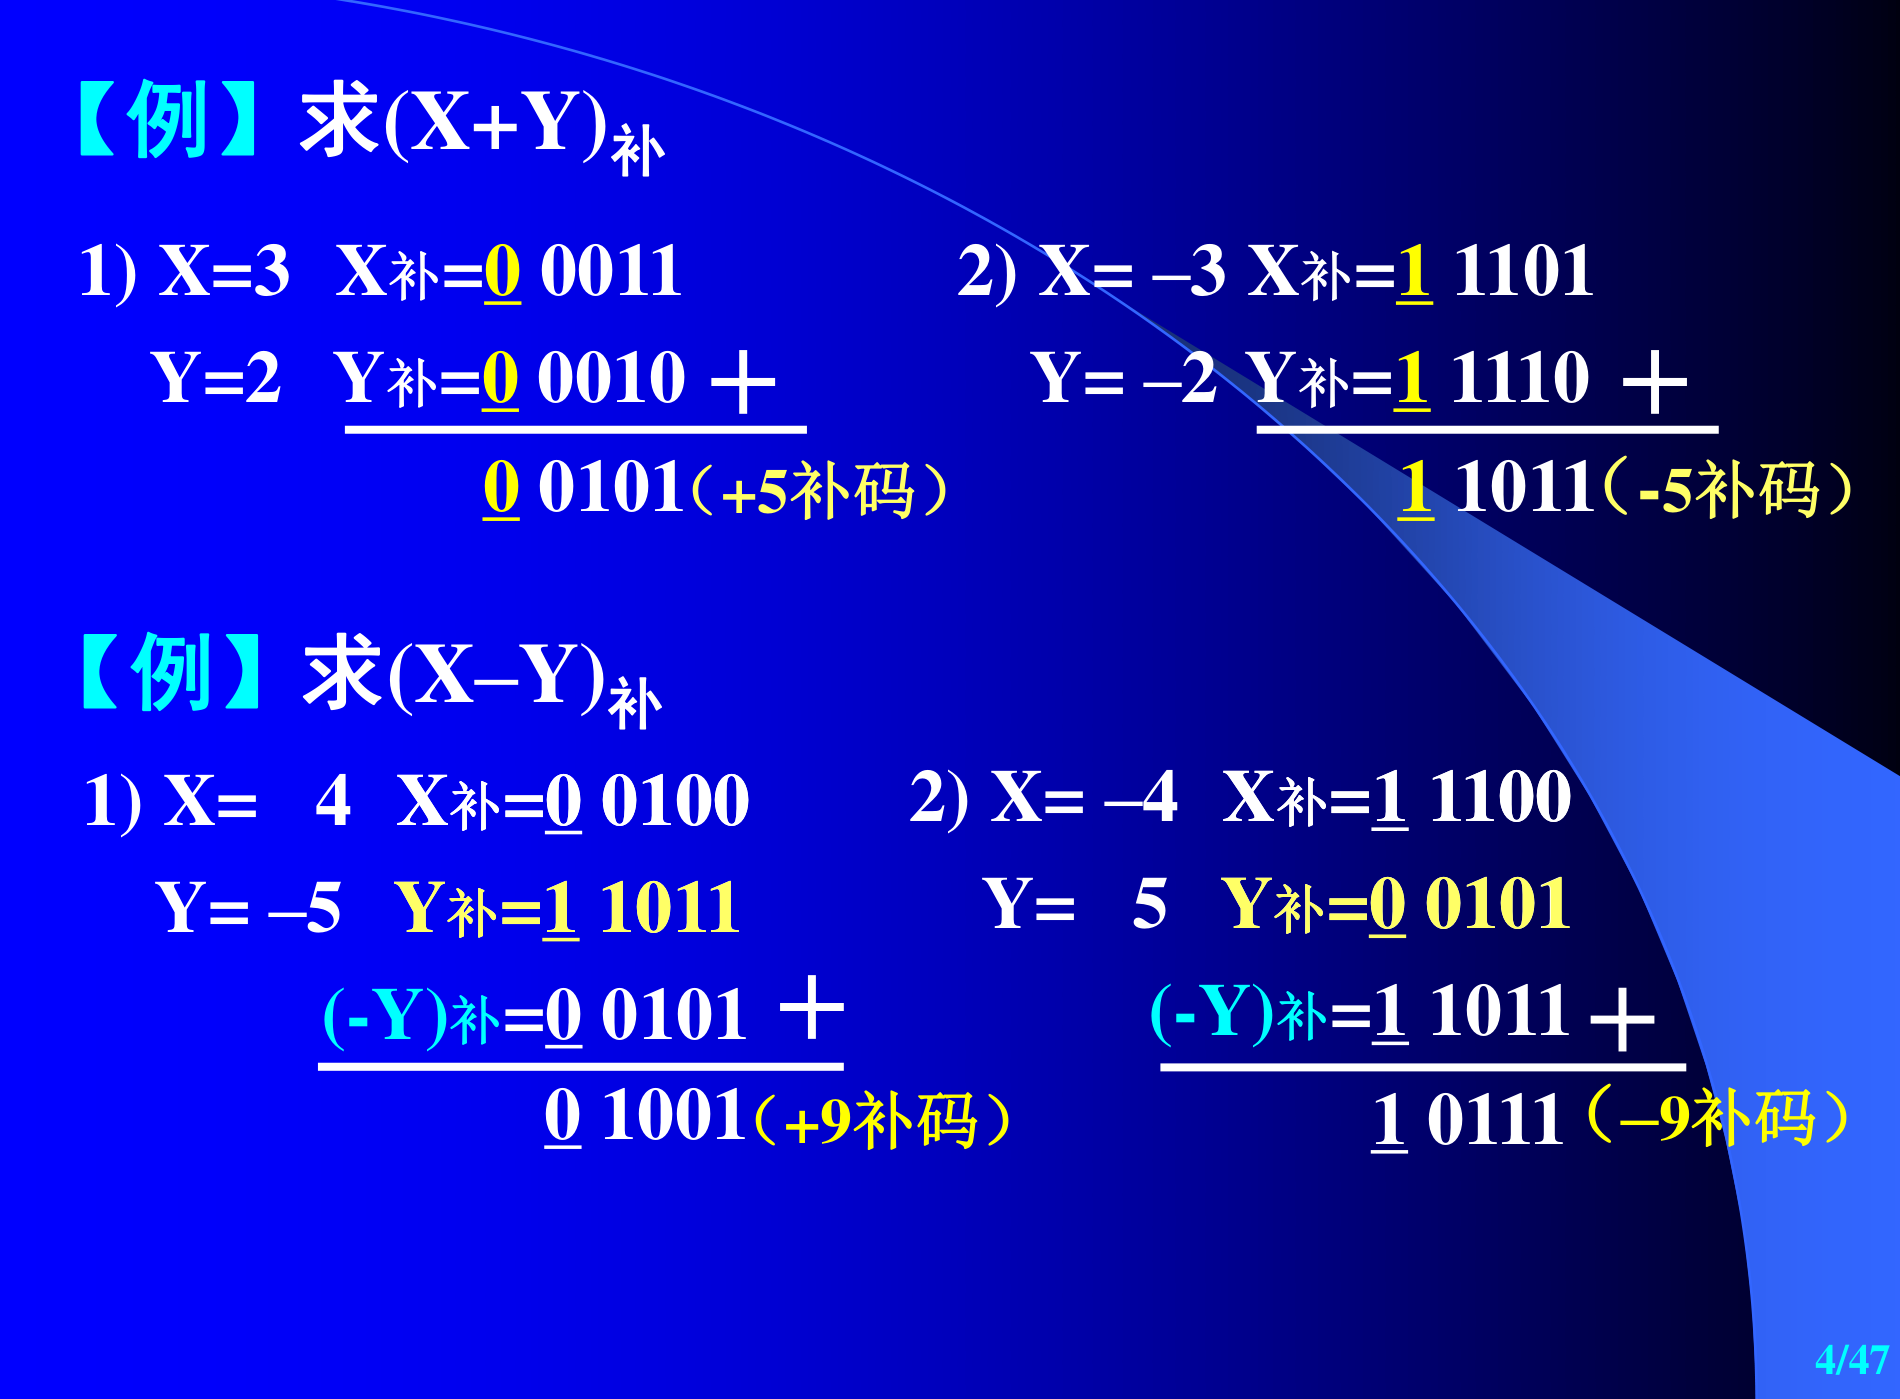 【例】求(X+Y)补
1) X=3 X补=0 0011
Y=2 Y补=0 0010 +
0 0101（+5补码）
2) X= –3 X补=1 1101
Y= –2 Y补=1 1110 +
1 1011（-5补码）
【例】求(X–Y)补
1) X= 4 X补=0 0100
Y= –5 Y补=1 1011
(-Y)补=0 0101 +
0 1001（+9补码）
2) X= –4 X补=1 1100
Y= 5 Y补=0 0101
(-Y)补=1 1011 +
1 0111（–9补码）
4/47